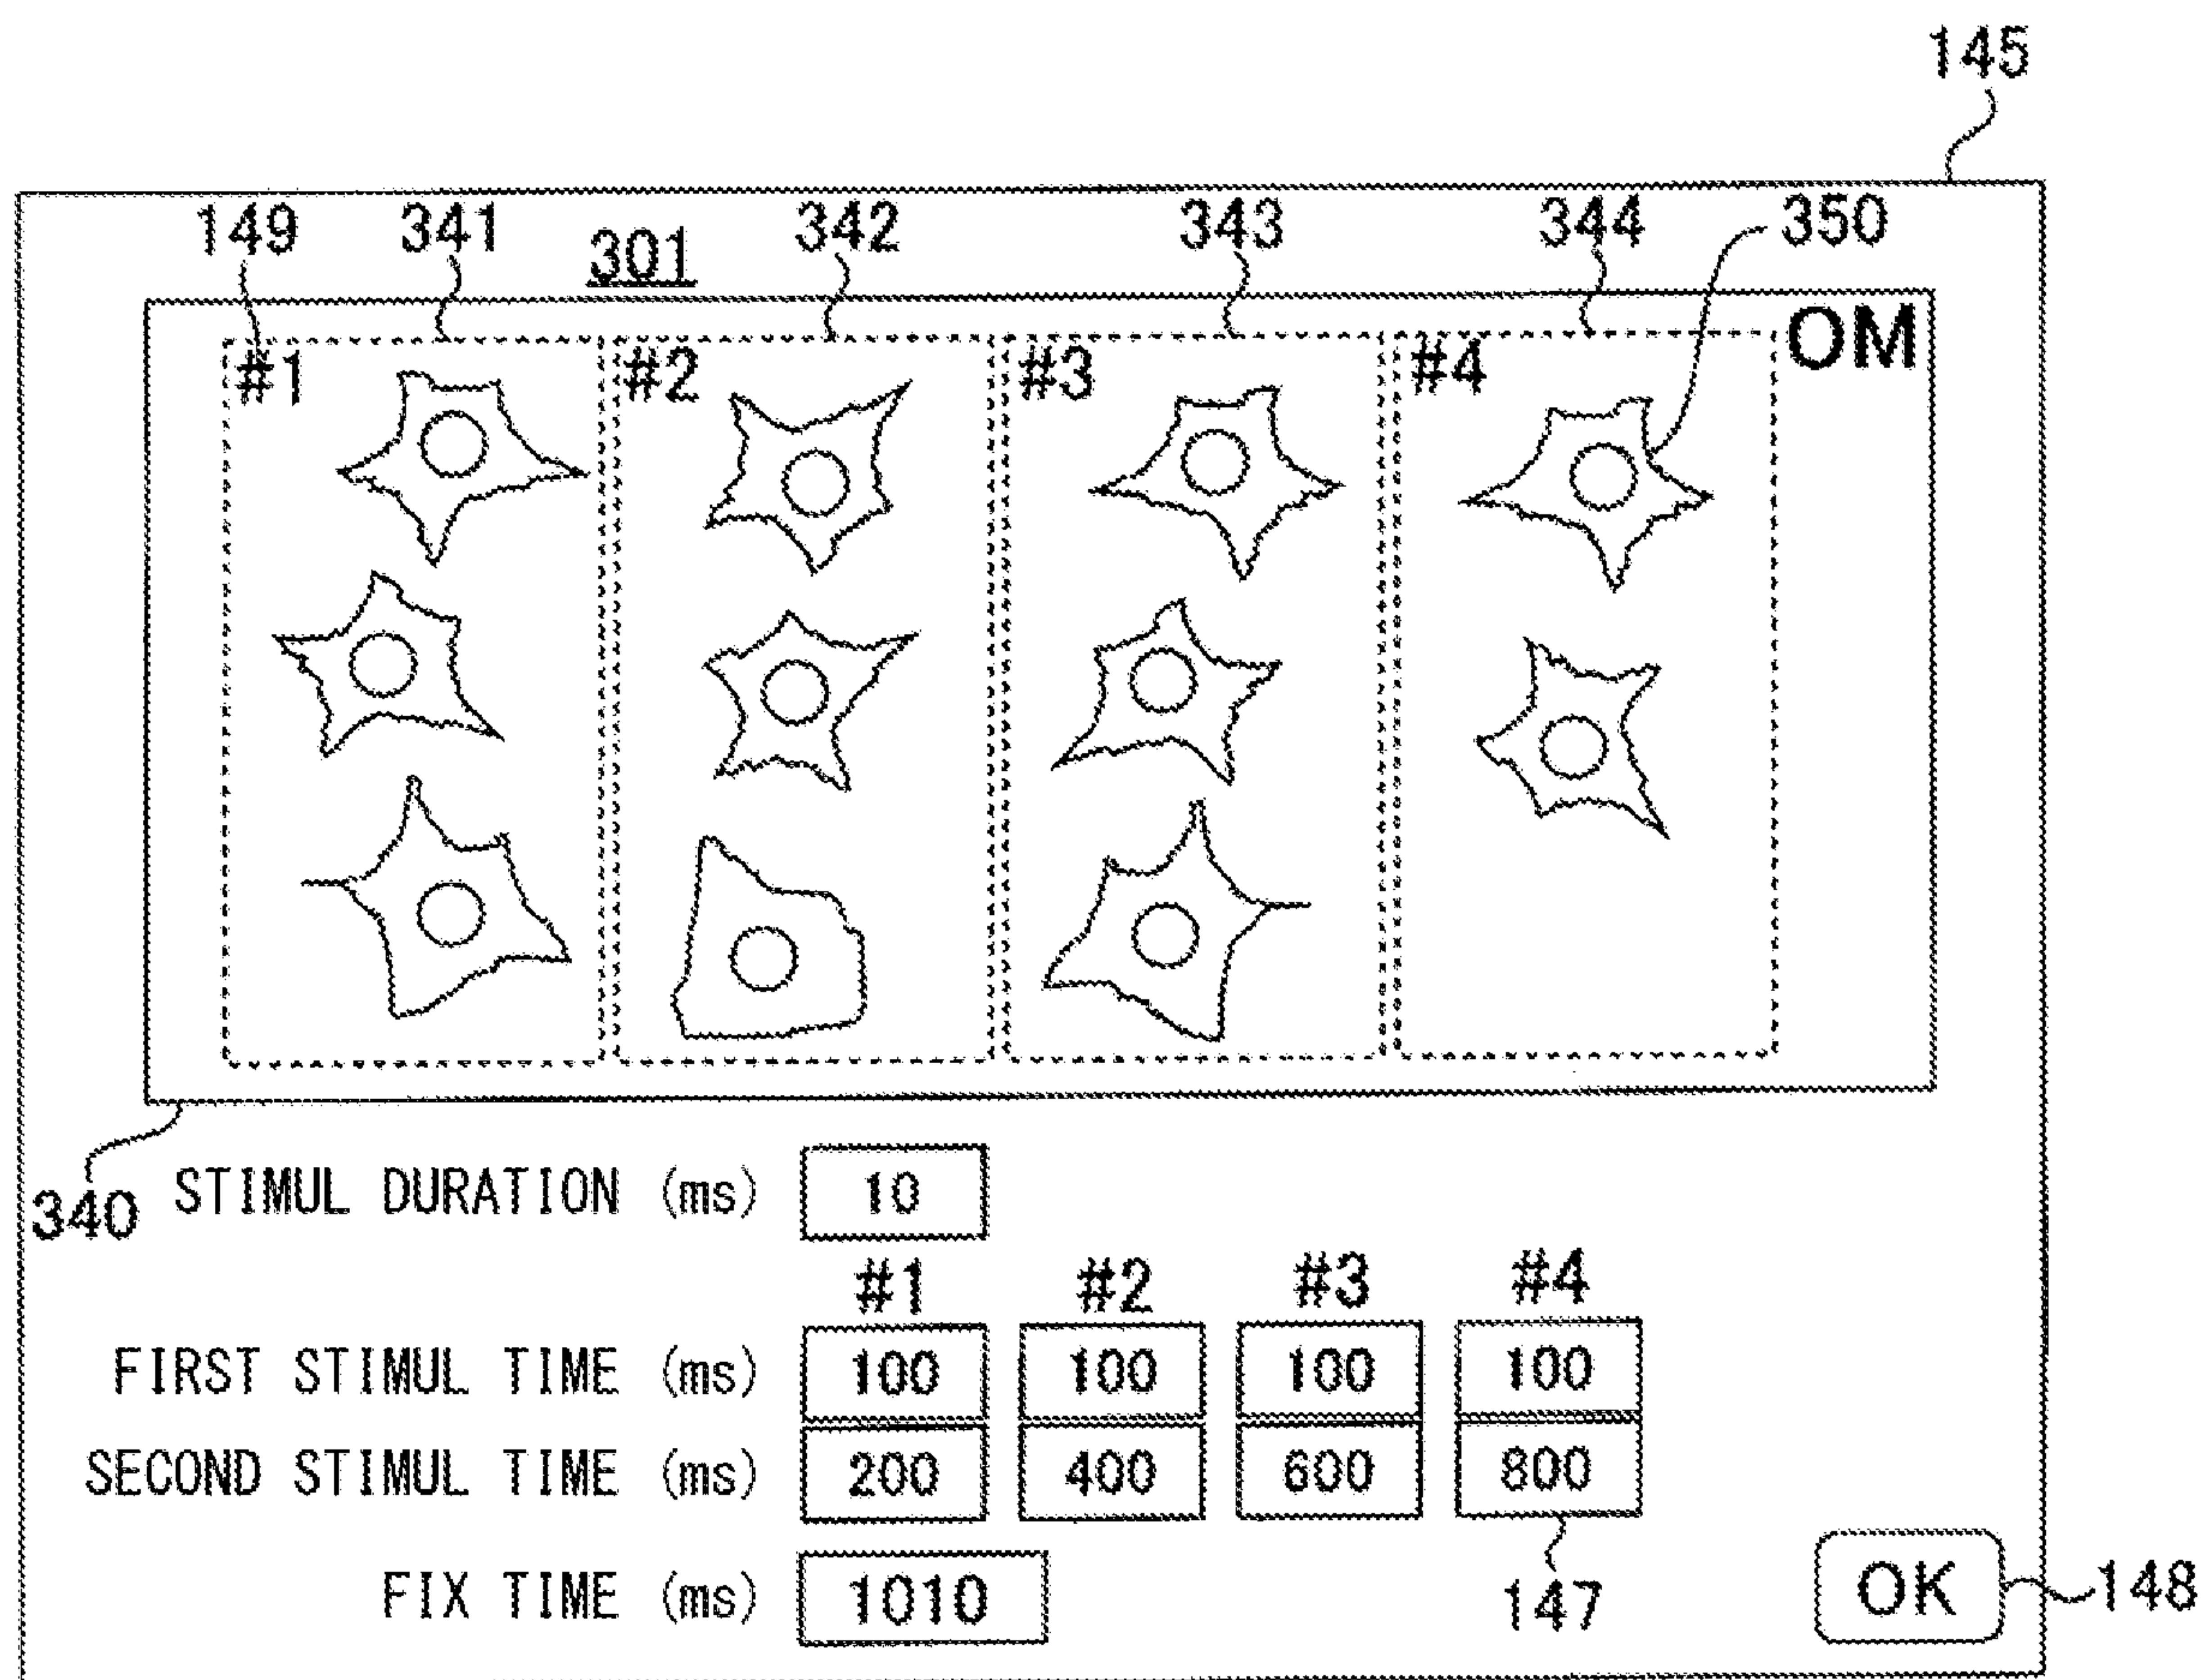 145
149 341 301 342 343 344 350
OM
#1 #2 #3 #4
340
STIMUL DURATION (ms) 10
#1 #2 #3 #4
FIRST STIMUL TIME (ms) 100 100 100 100
SECOND STIMUL TIME (ms) 200 400 600 800
147
FIX TIME (ms) 1010
OK 148